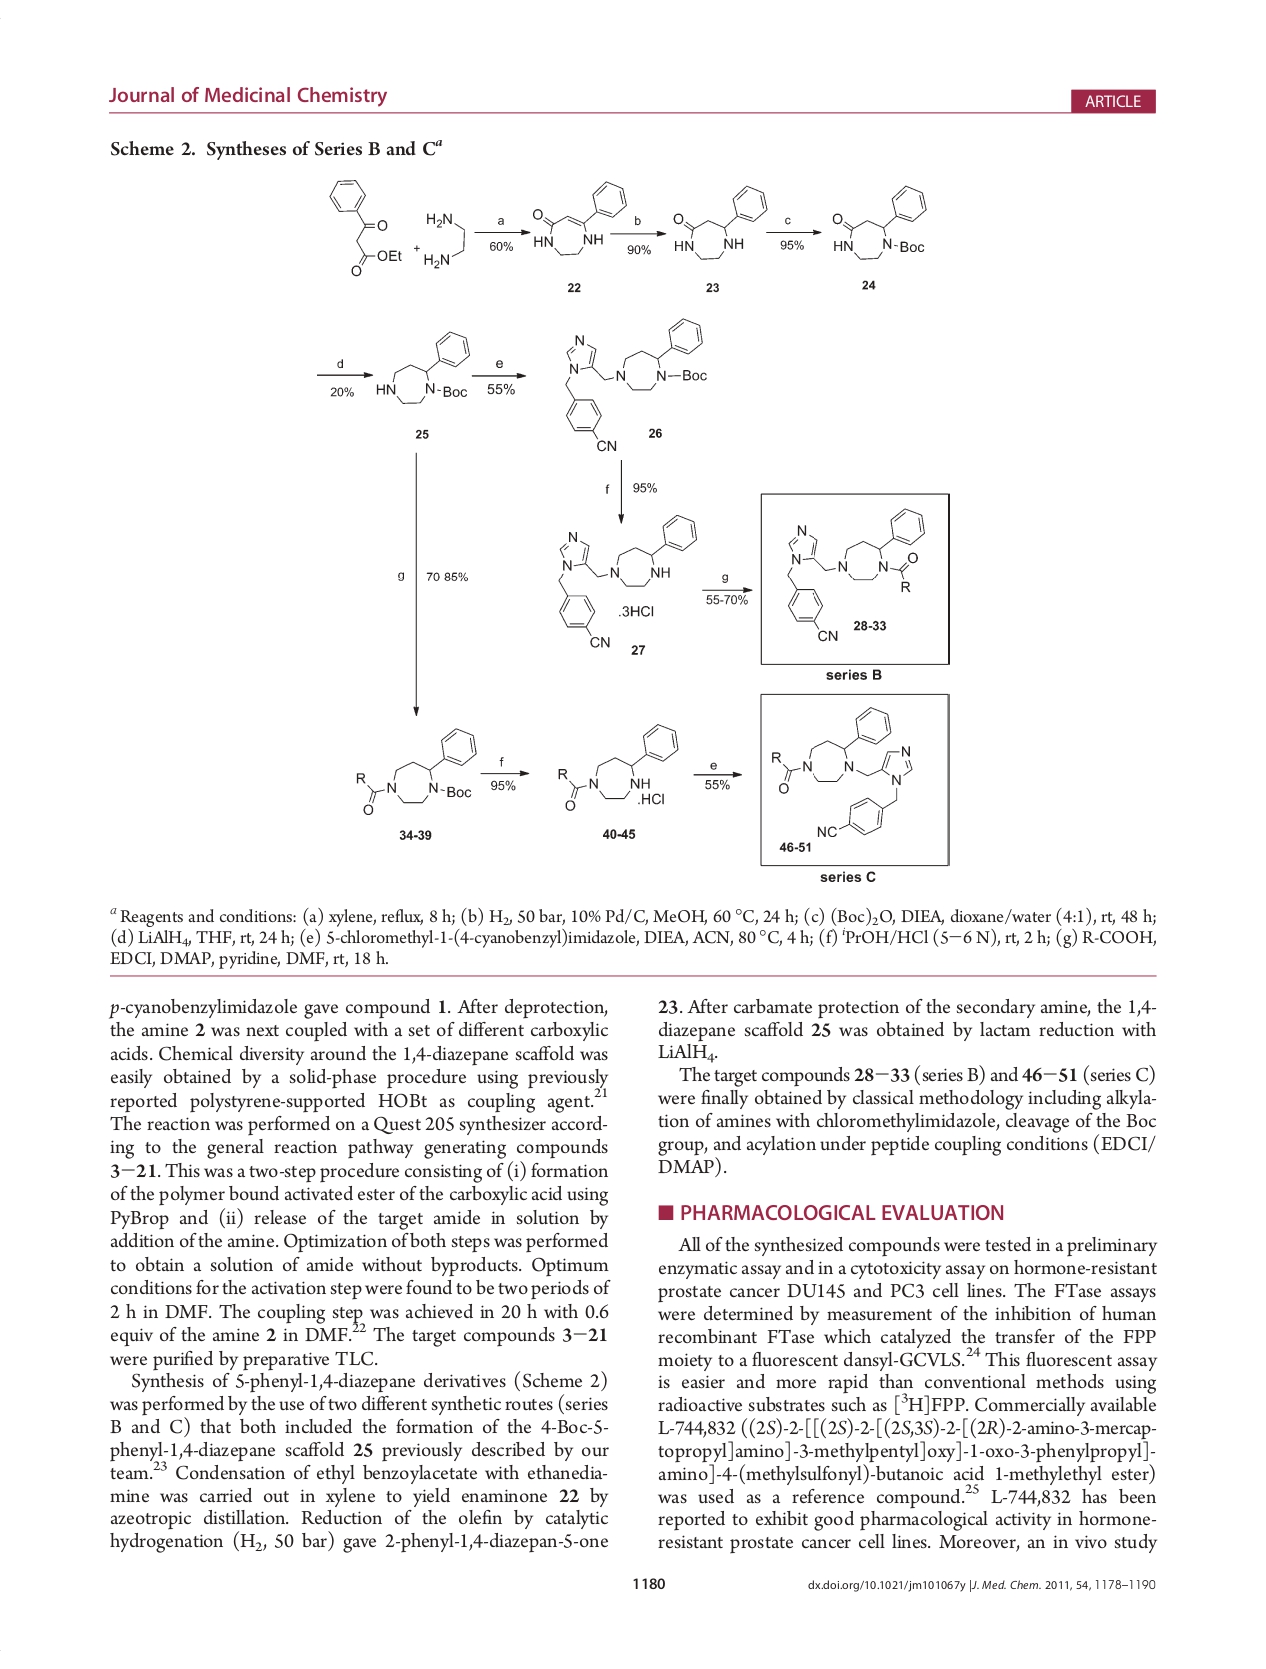 Journal of Medicinal Chemistry
ARTICLE
Scheme 2. Syntheses of Series B and Cᵃ
O
OEt
O
+
H₂N
H₂N
a
60%
O
HN
NH
22
b
90%
O
HN
NH
23
c
95%
O
HN
N-Boc
24
d
20%
HN
N-Boc
25
e
55%
N
N
N
N—Boc
CN
26
f
95%
N
N
N
NH
.3HCl
CN
27
g
55-70%
N
N
N
N
O
R
CN
28-33
series B
g
70 85%
R
O
N
N-Boc
34-39
f
95%
R
O
N
NH
.HCl
40-45
e
55%
R
O
N
N
N
N
NC
46-51
series C
ᵃ Reagents and conditions: (a) xylene, reflux, 8 h; (b) H₂, 50 bar, 10% Pd/C, MeOH, 60 °C, 24 h; (c) (Boc)₂O, DIEA, dioxane/water (4:1), rt, 48 h;
(d) LiAlH₄, THF, rt, 24 h; (e) 5-chloromethyl-1-(4-cyanobenzyl)imidazole, DIEA, ACN, 80 °C, 4 h; (f) ⁱPrOH/HCl (5−6 N), rt, 2 h; (g) R-COOH,
EDCI, DMAP, pyridine, DMF, rt, 18 h.
p-cyanobenzylimidazole gave compound 1. After deprotection,
the amine 2 was next coupled with a set of different carboxylic
acids. Chemical diversity around the 1,4-diazepane scaffold was
easily obtained by a solid-phase procedure using previously
reported polystyrene-supported HOBt as coupling agent.²¹
The reaction was performed on a Quest 205 synthesizer accord-
ing to the general reaction pathway generating compounds
3−21. This was a two-step procedure consisting of (i) formation
of the polymer bound activated ester of the carboxylic acid using
PyBrop and (ii) release of the target amide in solution by
addition of the amine. Optimization of both steps was performed
to obtain a solution of amide without byproducts. Optimum
conditions for the activation step were found to be two periods of
2 h in DMF. The coupling step was achieved in 20 h with 0.6
equiv of the amine 2 in DMF.²² The target compounds 3−21
were purified by preparative TLC.
Synthesis of 5-phenyl-1,4-diazepane derivatives (Scheme 2)
was performed by the use of two different synthetic routes (series
B and C) that both included the formation of the 4-Boc-5-
phenyl-1,4-diazepane scaffold 25 previously described by our
team.²³ Condensation of ethyl benzoylacetate with ethanedia-
mine was carried out in xylene to yield enaminone 22 by
azeotropic distillation. Reduction of the olefin by catalytic
hydrogenation (H₂, 50 bar) gave 2-phenyl-1,4-diazepan-5-one
23. After carbamate protection of the secondary amine, the 1,4-
diazepane scaffold 25 was obtained by lactam reduction with
LiAlH₄.
The target compounds 28−33 (series B) and 46−51 (series C)
were finally obtained by classical methodology including alkyla-
tion of amines with chloromethylimidazole, cleavage of the Boc
group, and acylation under peptide coupling conditions (EDCI/
DMAP).
■ PHARMACOLOGICAL EVALUATION
All of the synthesized compounds were tested in a preliminary
enzymatic assay and in a cytotoxicity assay on hormone-resistant
prostate cancer DU145 and PC3 cell lines. The FTase assays
were determined by measurement of the inhibition of human
recombinant FTase which catalyzed the transfer of the FPP
moiety to a fluorescent dansyl-GCVLS.²⁴ This fluorescent assay
is easier and more rapid than conventional methods using
radioactive substrates such as [³H]FPP. Commercially available
L-744,832 ((2S)-2-[[(2S)-2-[(2S,3S)-2-[(2R)-2-amino-3-mercap-
topropyl]amino]-3-methylpentyl]oxy]-1-oxo-3-phenylpropyl]-
amino]-4-(methylsulfonyl)-butanoic acid 1-methylethyl ester)
was used as a reference compound.²⁵ L-744,832 has been
reported to exhibit good pharmacological activity in hormone-
resistant prostate cancer cell lines. Moreover, an in vivo study
1180
dx.doi.org/10.1021/jm101067y |J. Med. Chem. 2011, 54, 1178–1190